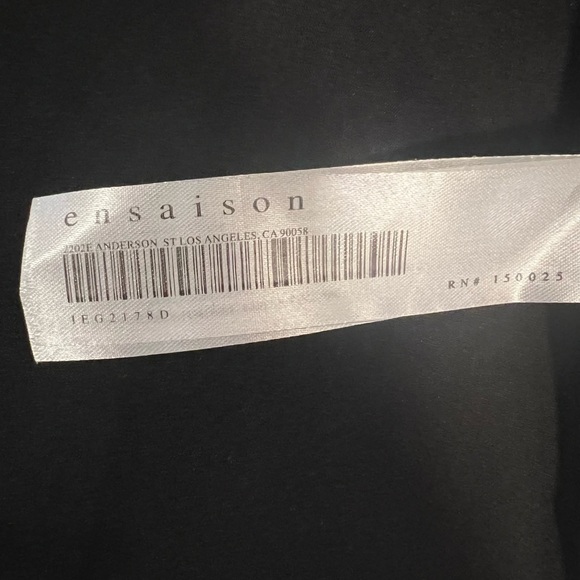 ensaison
2202E ANDERSON ST LOS ANGELES, CA 90058
1EG2178D
RN# 150025